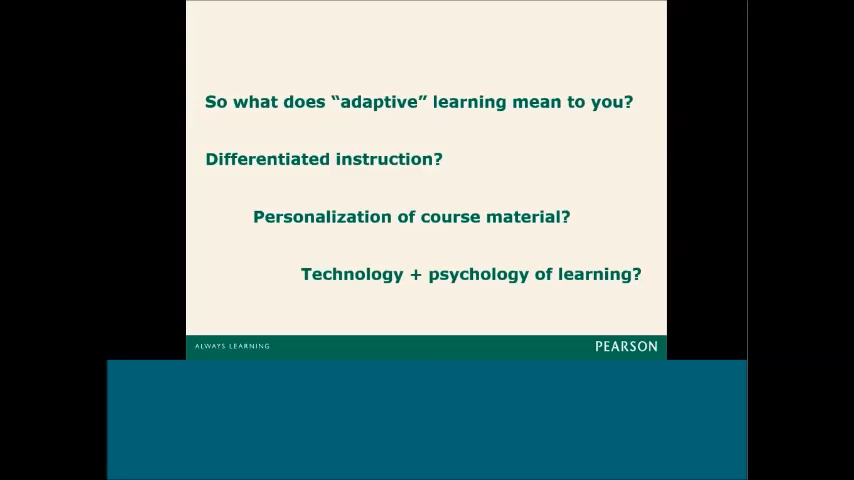 So what does “adaptive” learning mean to you?
Differentiated instruction?
Personalization of course material?
Technology + psychology of learning?
ALWAYS LEARNING
PEARSON